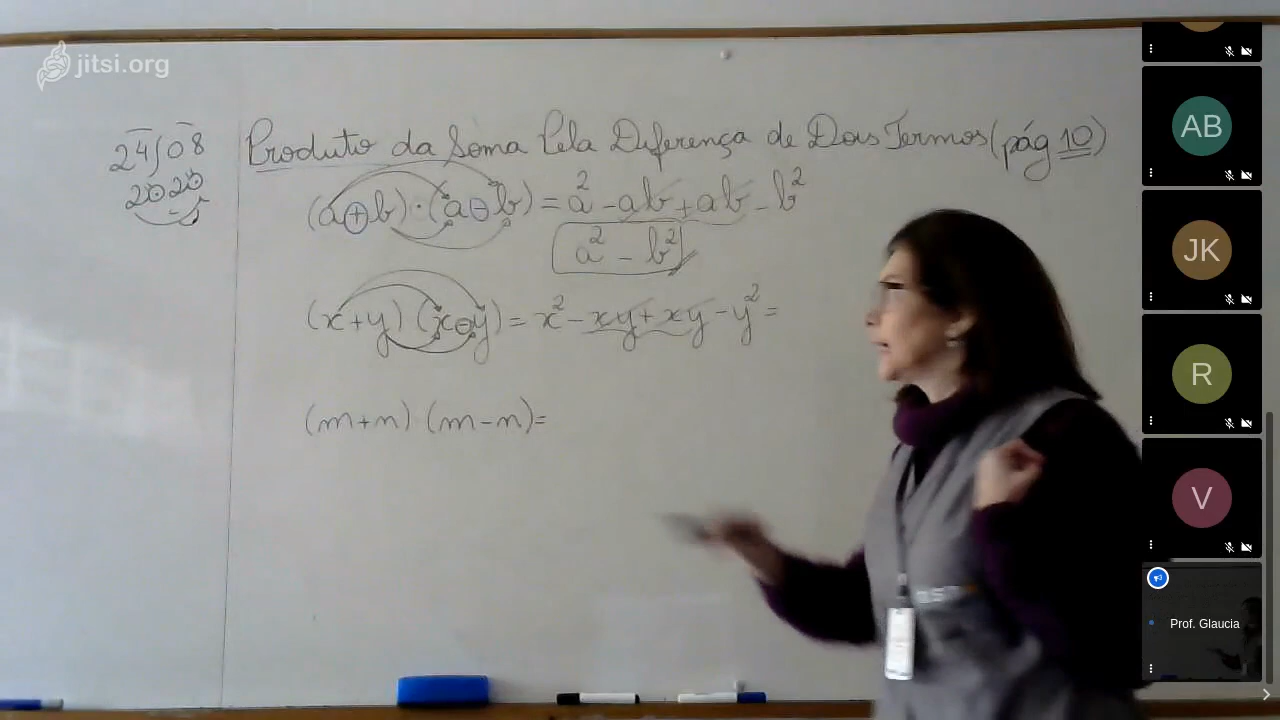 jitsi.org
24/08
2020
Produto da Soma Pela Diferença de Dois Termos (pág 10)
(a+b)·(a-b) = a² - ab + ab - b²
a² - b²
(x+y) (x-y) = x² - xy + xy - y² =
(m+n) (m-n) =
AB
JK
R
V
Prof. Glaucia